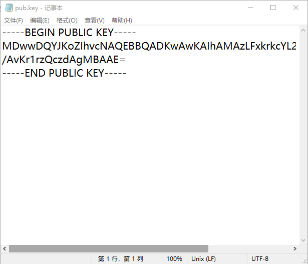 pub.key - 记事本
文件(F) 编辑(E) 格式(O) 查看(V) 帮助(H)
-----BEGIN PUBLIC KEY-----
MDwwDQYJKoZIhvcNAQEBBQADKwAwKAIhAMAzLFxkrkcYL2
/AvKr1rzQczdAgMBAAE=
-----END PUBLIC KEY-----
第 1 行，第 1 列 100% Unix (LF) UTF-8